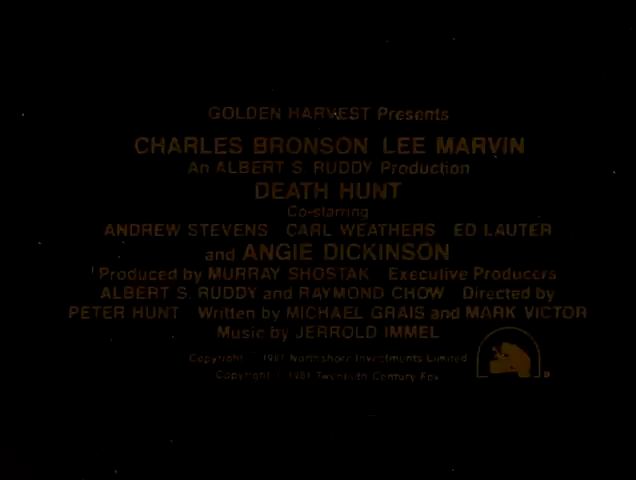 GOLDEN HARVEST Presents
CHARLES BRONSON LEE MARVIN
An ALBERT S. RUDDY Production
DEATH HUNT
Co-starring
ANDREW STEVENS CARL WEATHERS ED LAUTER
and ANGIE DICKINSON
Produced by MURRAY SHOSTAK Executive Producers
ALBERT S. RUDDY and RAYMOND CHOW Directed by
PETER HUNT Written by MICHAEL GRAIS and MARK VICTOR
Music by JERROLD IMMEL
Copyright © 1981 Northshore Investments Limited
Copyright © 1981 Twentieth Century Fox